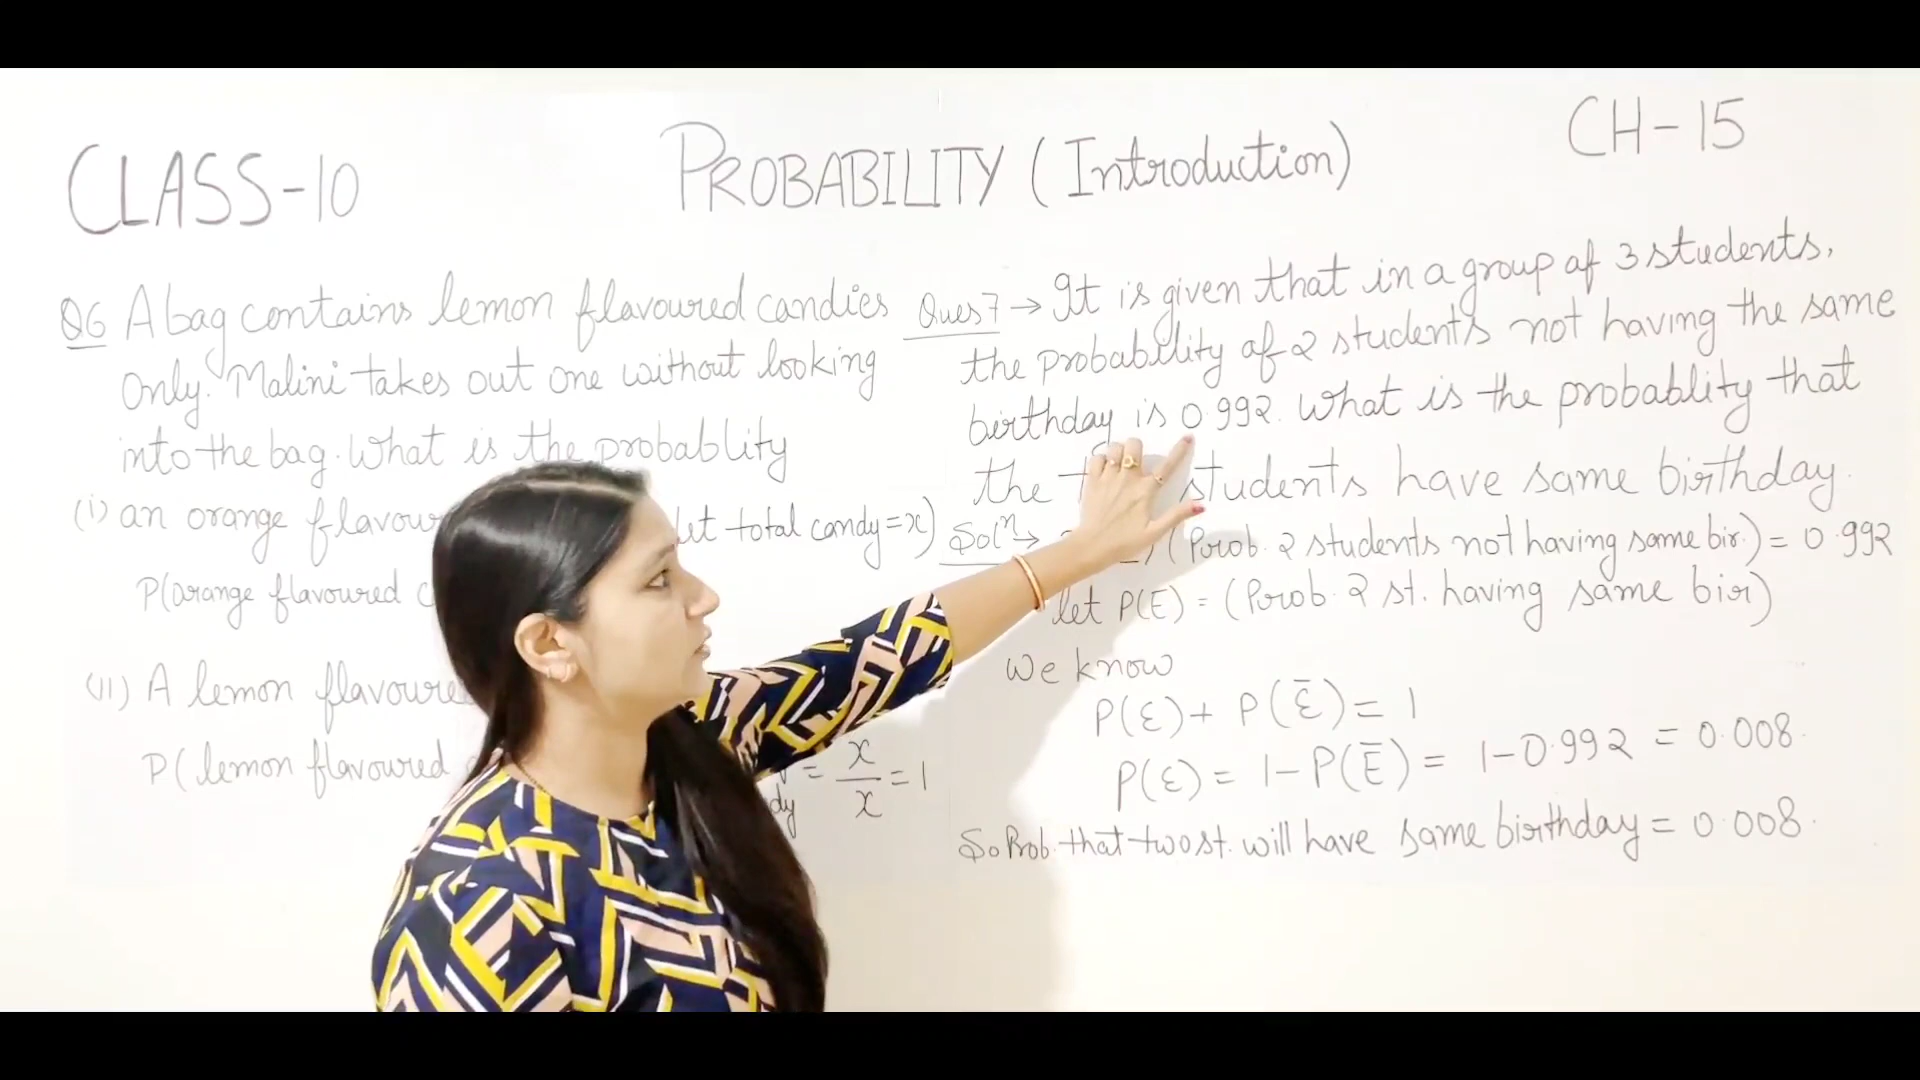 CLASS-10
PROBABILITY (Introduction)
CH-15
Q6 A bag contains lemon flavoured candies
Only. Malini takes out one without looking
into the bag. What is the probablity
(i) an orange flavour
let total candy = x)
P(orange flavoured
(II) A lemon flavoure
P( lemon flavoured
dy = x/x = 1
Ques 7 → It is given that in a group of 3 students,
the probability of 2 students not having the same
birthday is 0.992. What is the probablity that
the students have same birthday.
Solⁿ → (Prob. 2 students not having same bir.) = 0.992
let P(E) = (Prob. 2 st. having same bir)
we know
P(E) + P(Ē) = 1
P(E) = 1 - P(Ē) = 1 - 0.992 = 0.008.
So Prob. that two st. will have same birthday = 0.008.